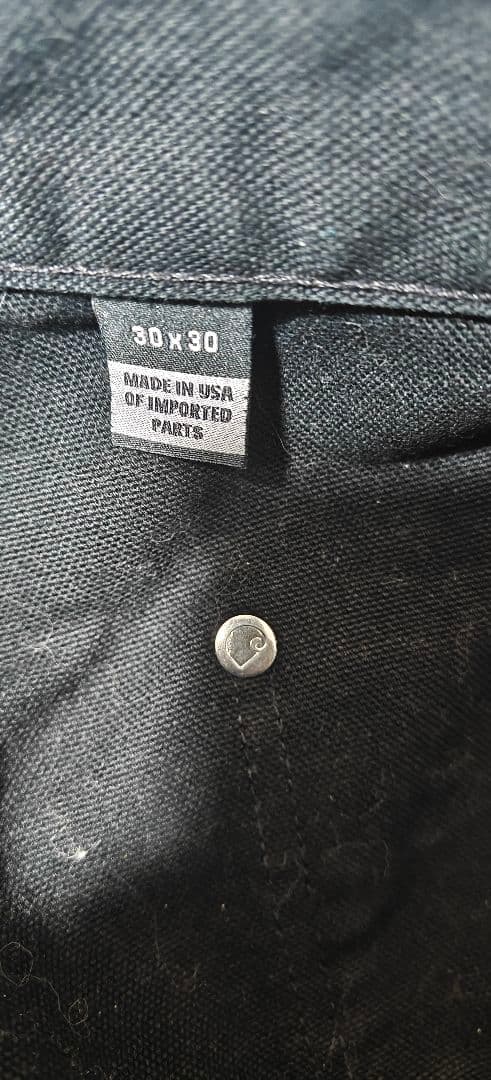 30 x 30
MADE IN USA
OF IMPORTED
PARTS